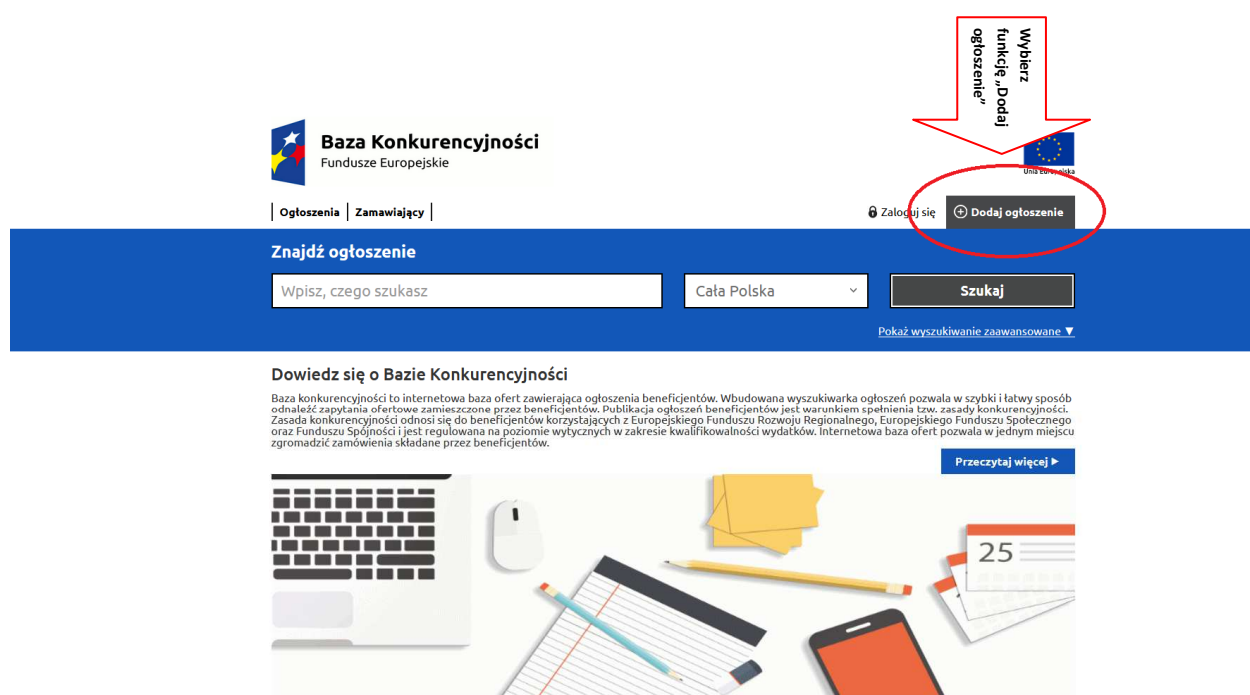 Wybierz
funkcję „Dodaj
ogłoszenie”
Baza Konkurencyjności
Fundusze Europejskie
Unia Europejska
Ogłoszenia
Zamawiający
Zaloguj się
Dodaj ogłoszenie
Znajdź ogłoszenie
Wpisz, czego szukasz
Cała Polska
Szukaj
Pokaż wyszukiwanie zaawansowane ▼
Dowiedz się o Bazie Konkurencyjności
Baza konkurencyjności to internetowa baza ofert zawierająca ogłoszenia beneficjentów. Wbudowana wyszukiwarka ogłoszeń pozwala w szybki i łatwy sposób
odnaleźć zapytania ofertowe zamieszczone przez beneficjentów. Publikacja ogłoszeń beneficjentów jest warunkiem spełnienia tzw. zasady konkurencyjności.
Zasada konkurencyjności odnosi się do beneficjentów korzystających z Europejskiego Funduszu Rozwoju Regionalnego, Europejskiego Funduszu Społecznego
oraz Funduszu Spójności i jest regulowana na poziomie wytycznych w zakresie kwalifikowalności wydatków. Internetowa baza ofert pozwala w jednym miejscu
zgromadzić zamówienia składane przez beneficjentów.
Przeczytaj więcej ►
25